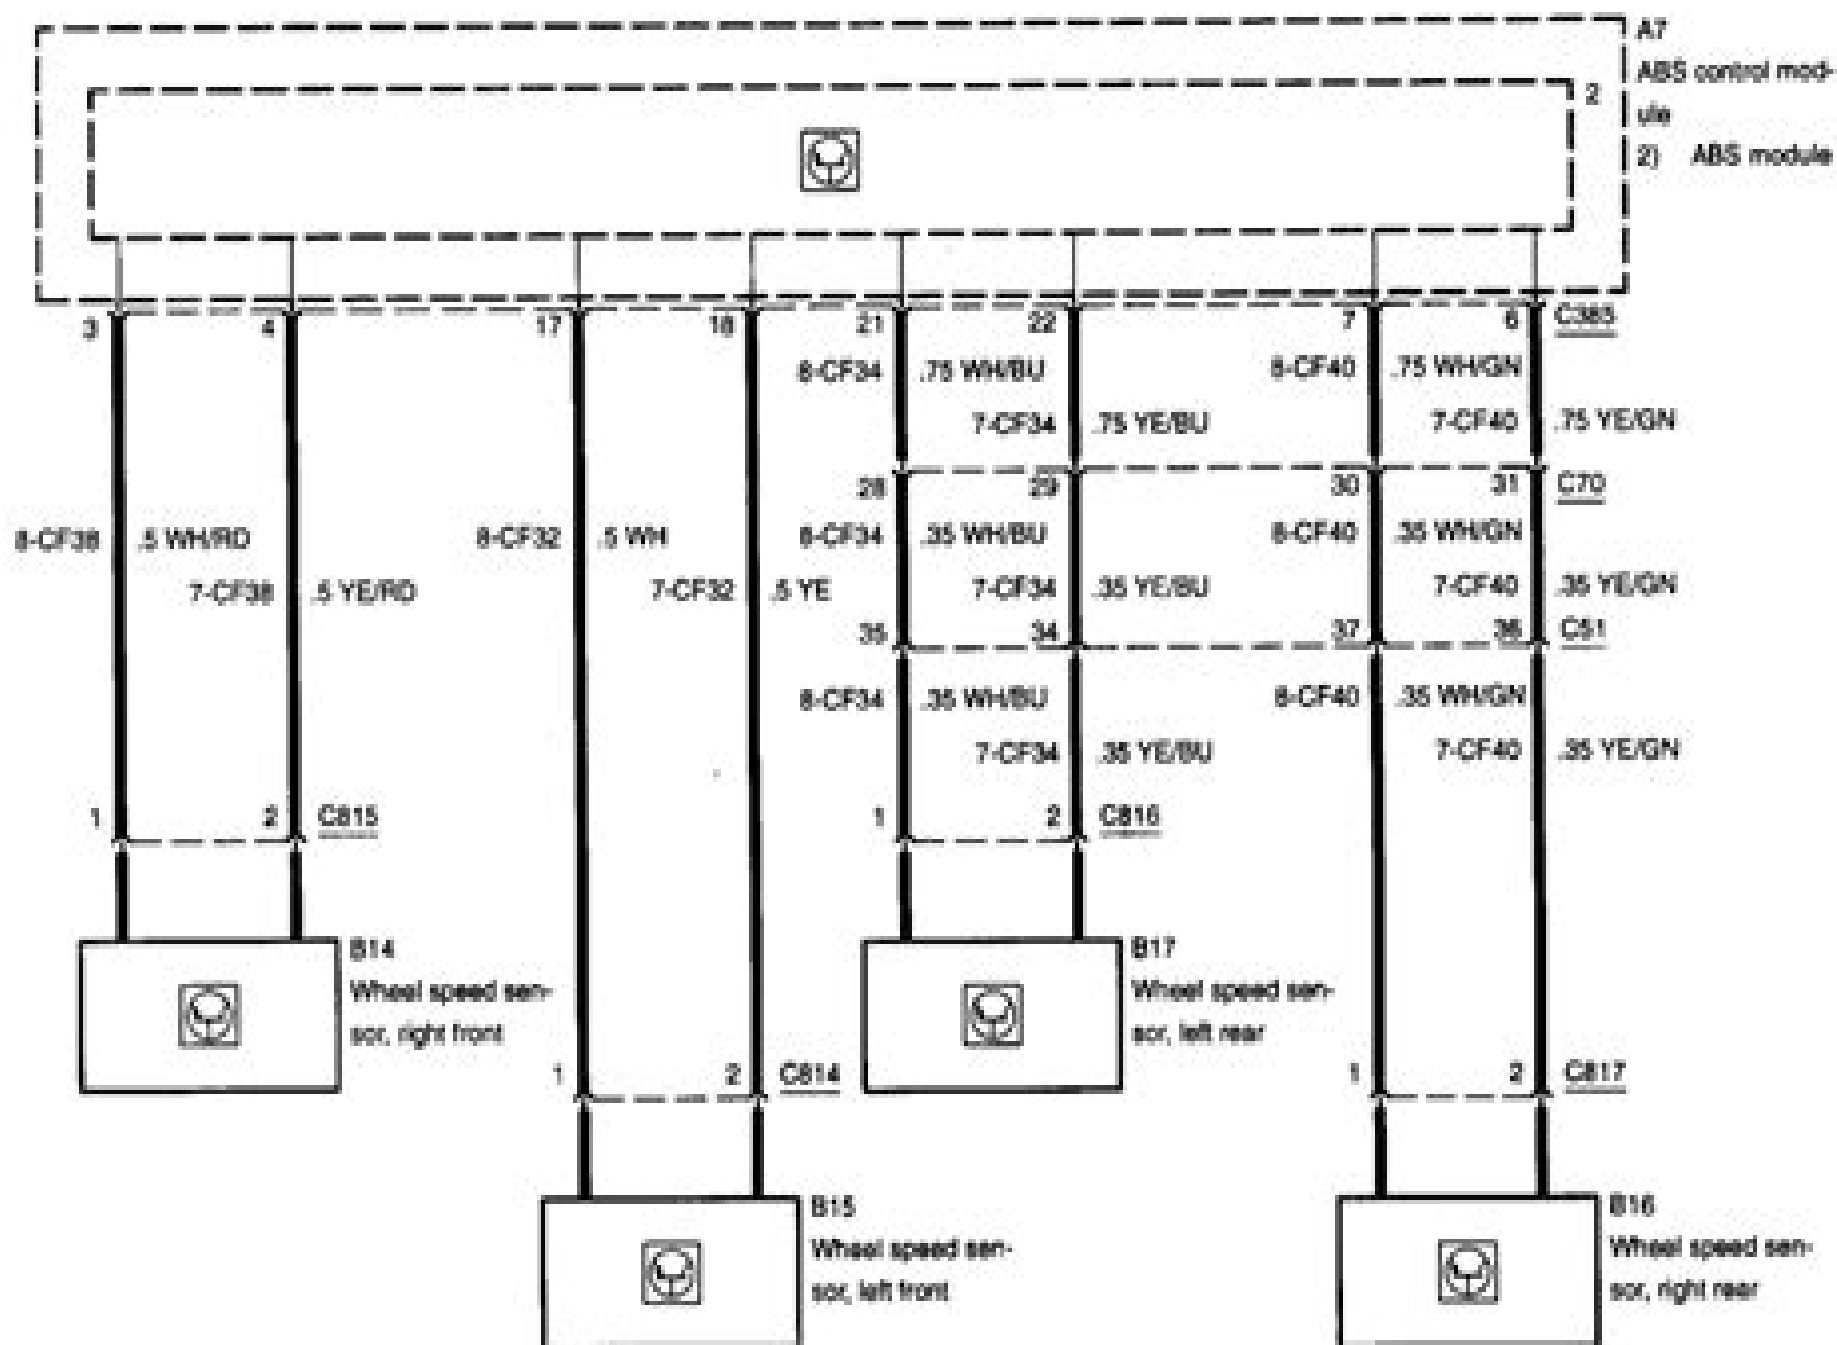 A7
ABS control mod-
2
ule
2) ABS module
3 4 17 18 21 22 7 6 C385
8-CF34 .75 WH/BU 8-CF40 .75 WH/GN
7-CF34 .75 YE/BU 7-CF40 .75 YE/GN
28 29 30 31 C70
8-CF38 .5 WH/RD 8-CF32 .5 WH 8-CF34 .35 WH/BU 8-CF40 .35 WH/GN
7-CF38 .5 YE/RD 7-CF32 .5 YE 7-CF34 .35 YE/BU 7-CF40 .35 YE/GN
35 34 37 36 C51
8-CF34 .35 WH/BU 8-CF40 .35 WH/GN
7-CF34 .35 YE/BU 7-CF40 .35 YE/GN
1 2 C815 1 2 C816
B14 B17
Wheel speed sen- Wheel speed sen-
sor, right front sor, left rear
1 2 C814 1 2 C817
B15 B16
Wheel speed sen- Wheel speed sen-
sor, left front sor, right rear